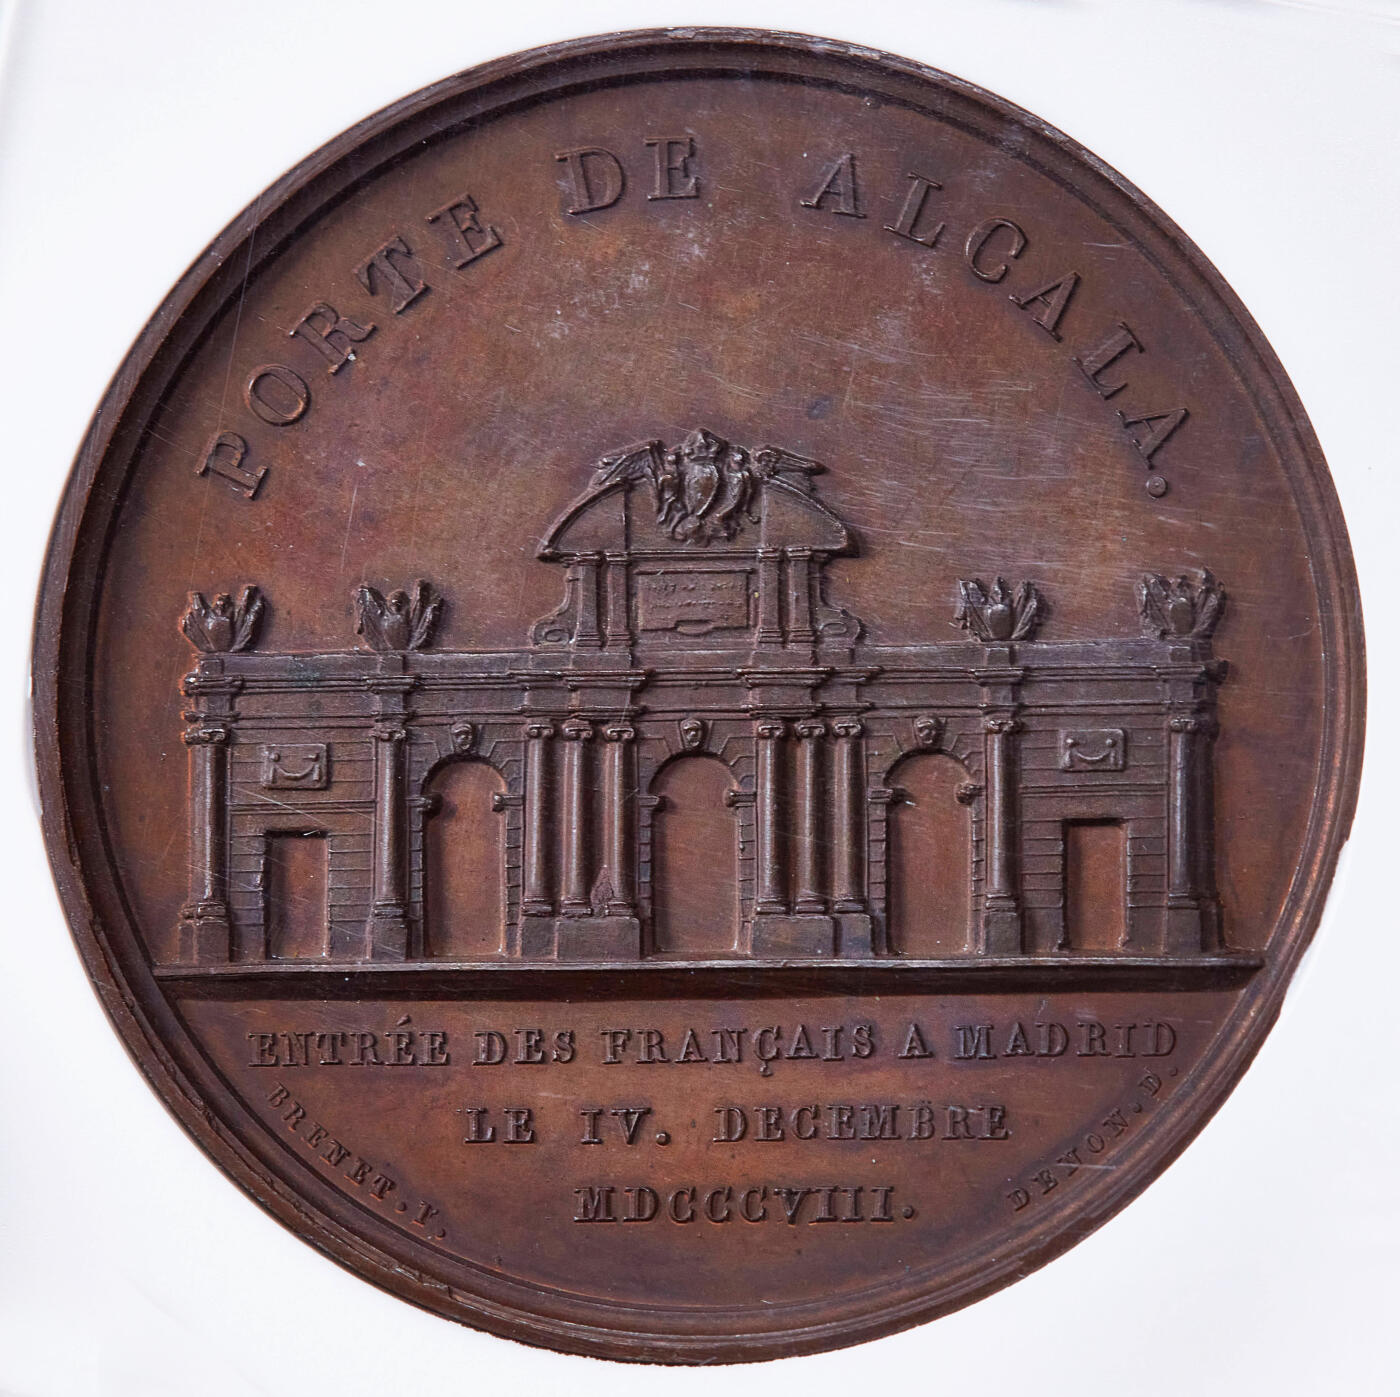 PORTE DE ALCALA.
ENTRÉE DES FRANÇAIS A MADRID
LE IV. DECEMBRE
MDCCCVIII.
BRENET.F.
DENON.D.